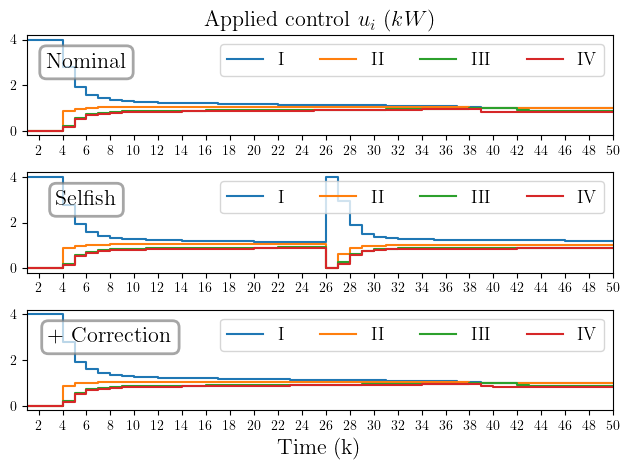 Applied control u_i (kW)
Nominal
I II III IV
4
2
0
2 4 6 8 10 12 14 16 18 20 22 24 26 28 30 32 34 36 38 40 42 44 46 48 50
Selfish
I II III IV
4
2
0
2 4 6 8 10 12 14 16 18 20 22 24 26 28 30 32 34 36 38 40 42 44 46 48 50
+ Correction
I II III IV
4
2
0
2 4 6 8 10 12 14 16 18 20 22 24 26 28 30 32 34 36 38 40 42 44 46 48 50
Time (k)